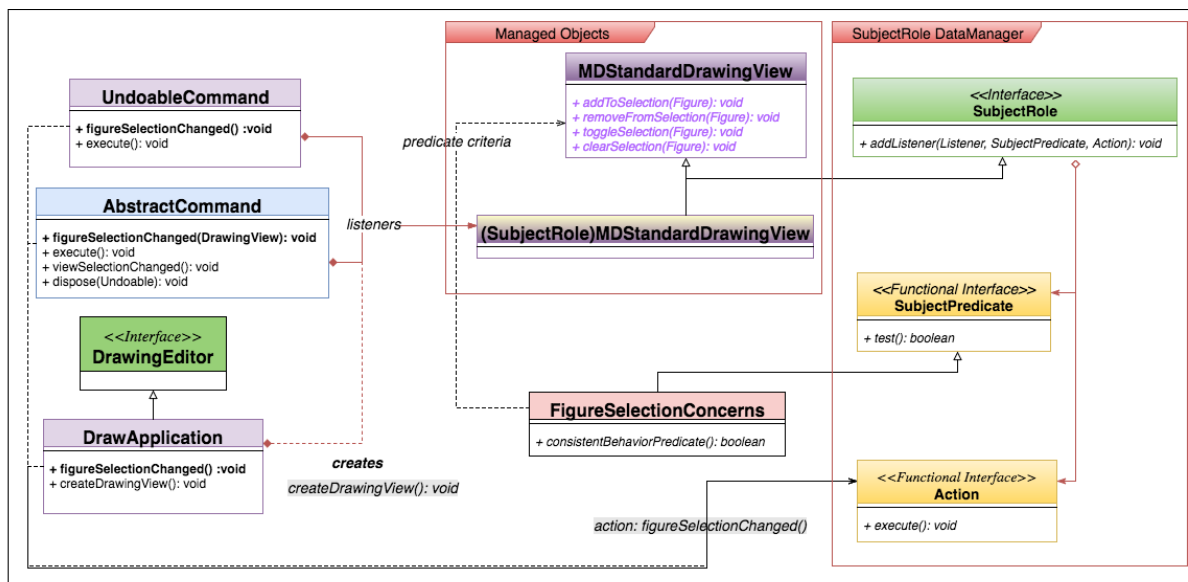 Managed Objects
SubjectRole DataManager
UndoableCommand
+ figureSelectionChanged() :void
+ execute(): void
MDStandardDrawingView
+ addToSelection(Figure): void
+ removeFromSelection(Figure): void
+ toggleSelection(Figure): void
+ clearSelection(Figure): void
<<Interface>>
SubjectRole
+ addListener(Listener, SubjectPredicate, Action): void
predicate criteria
AbstractCommand
+ figureSelectionChanged(DrawingView): void
+ execute(): void
+ viewSelectionChanged(): void
+ dispose(Undoable): void
listeners
(SubjectRole)MDStandardDrawingView
<<Functional Interface>>
SubjectPredicate
+ test(): boolean
<<Interface>>
DrawingEditor
FigureSelectionConcerns
+ consistentBehaviorPredicate(): boolean
DrawApplication
+ figureSelectionChanged() :void
+ createDrawingView(): void
creates
createDrawingView(): void
<<Functional Interface>>
Action
+ execute(): void
action: figureSelectionChanged()